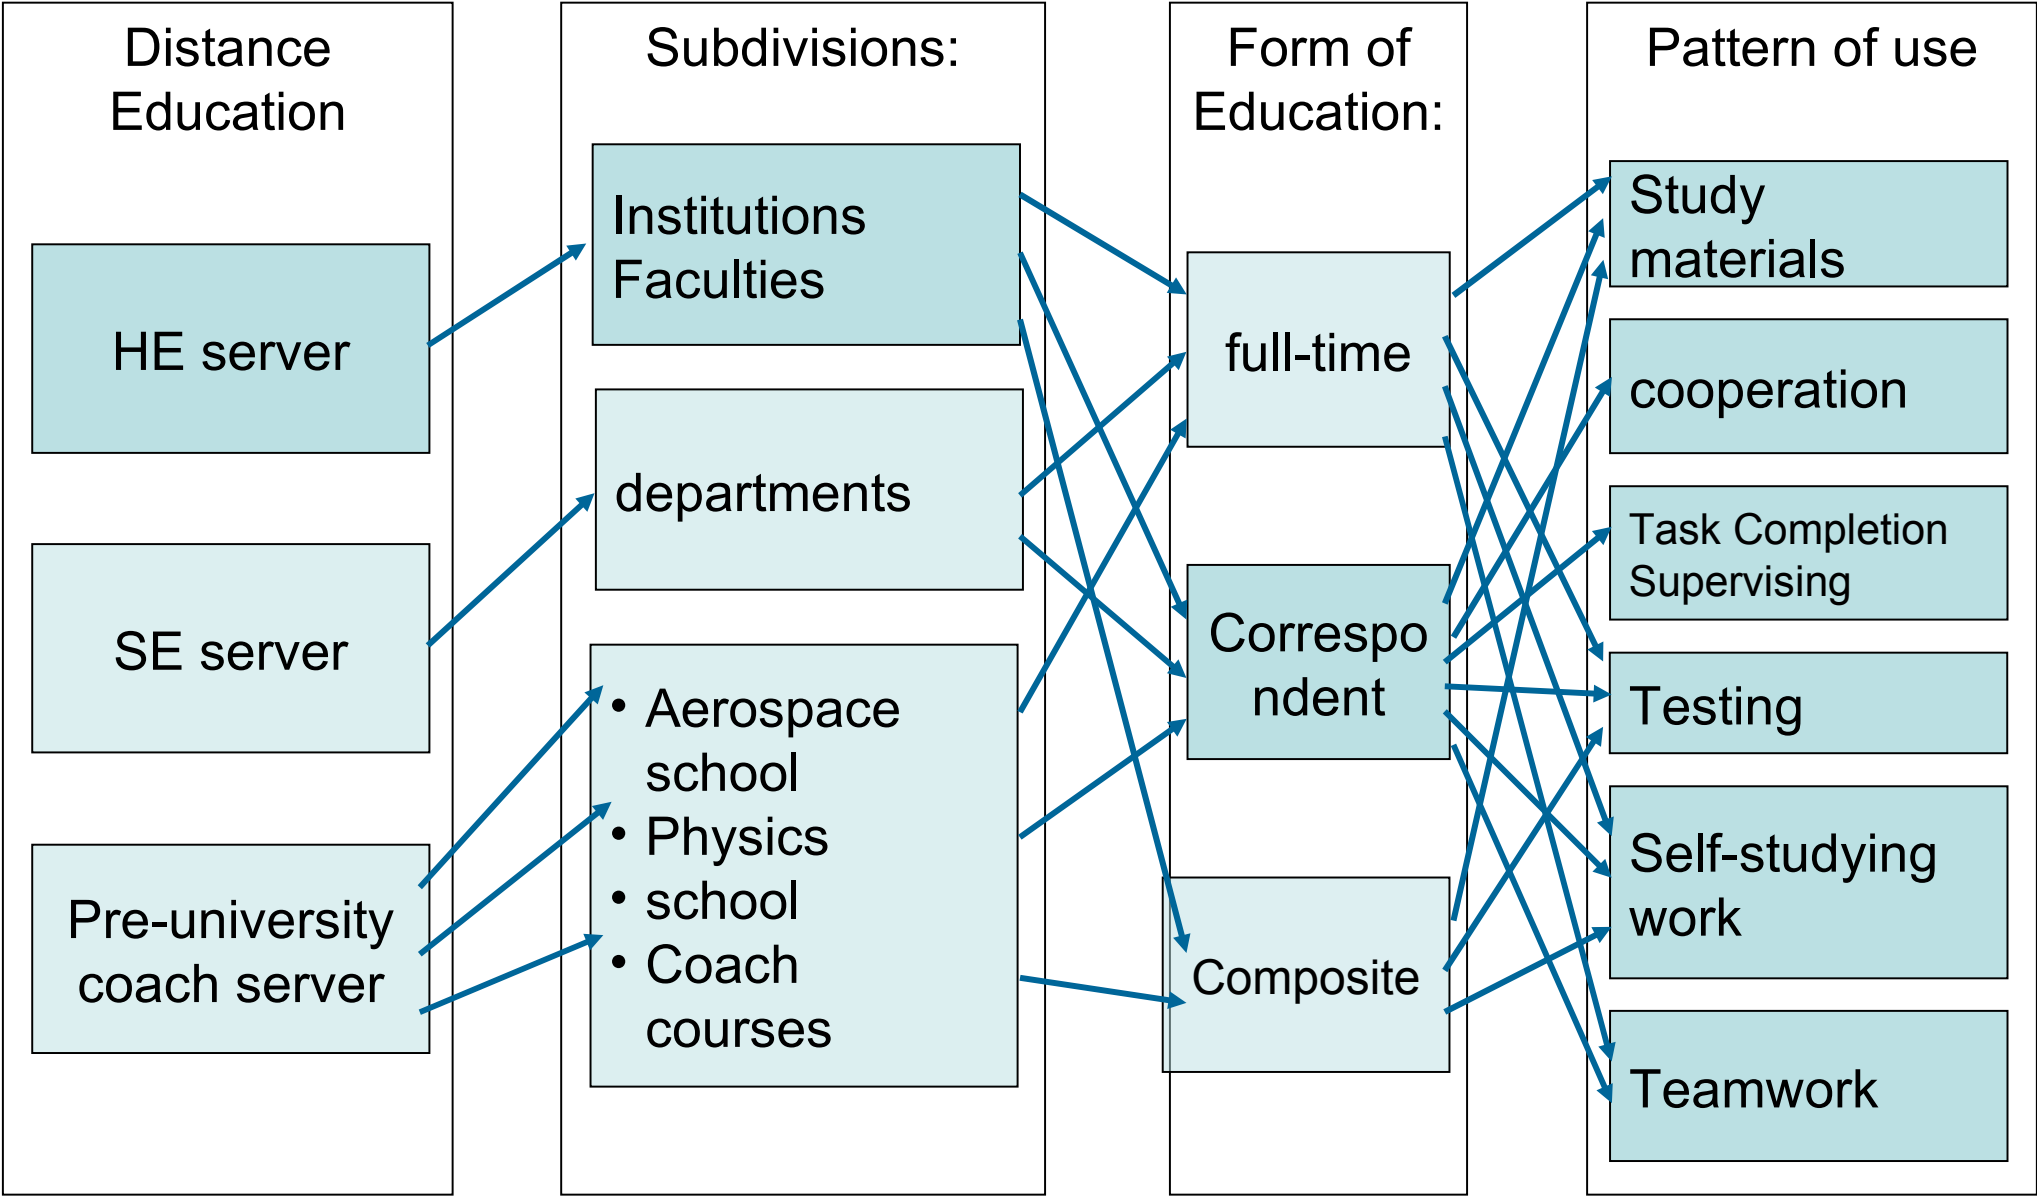 Distance
Education
HE server
SE server
Pre-university
coach server
Subdivisions:
Institutions
Faculties
departments
• Aerospace
school
• Physics
• school
• Coach
courses
Form of
Education:
full-time
Correspo
ndent
Composite
Pattern of use
Study
materials
cooperation
Task Completion
Supervising
Testing
Self-studying
work
Teamwork